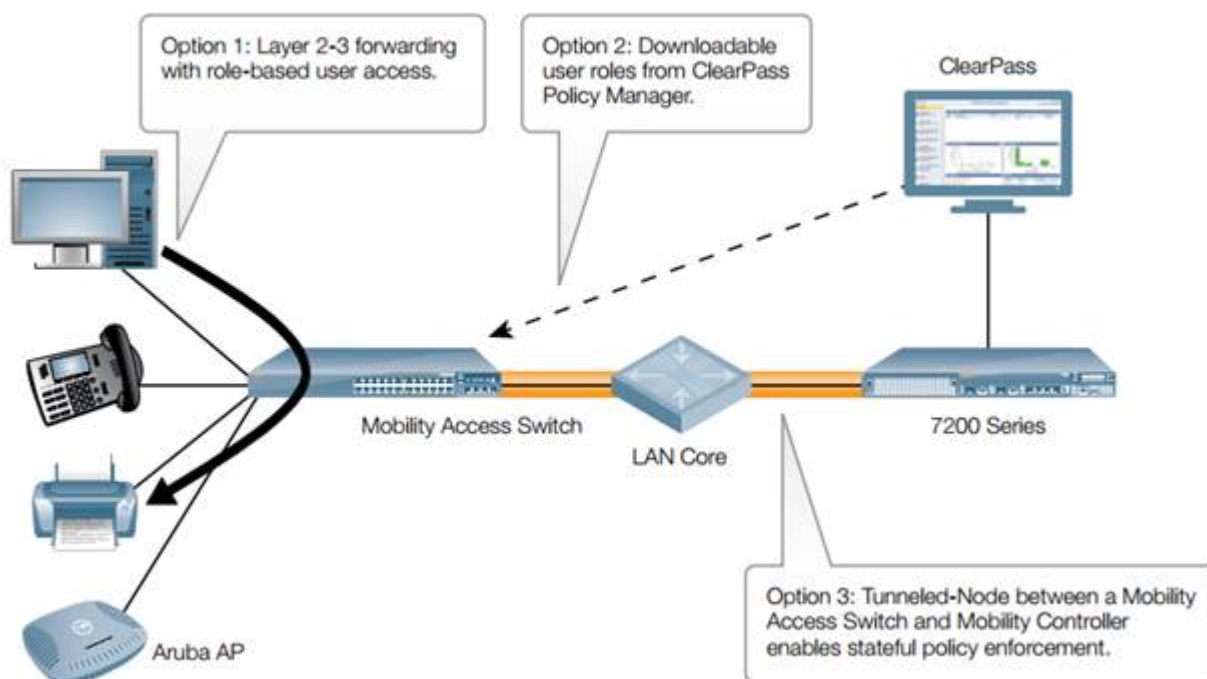 Option 1: Layer 2-3 forwarding
with role-based user access.
Option 2: Downloadable
user roles from ClearPass
Policy Manager.
ClearPass
Mobility Access Switch
LAN Core
7200 Series
Aruba AP
Option 3: Tunneled-Node between a Mobility
Access Switch and Mobility Controller
enables stateful policy enforcement.